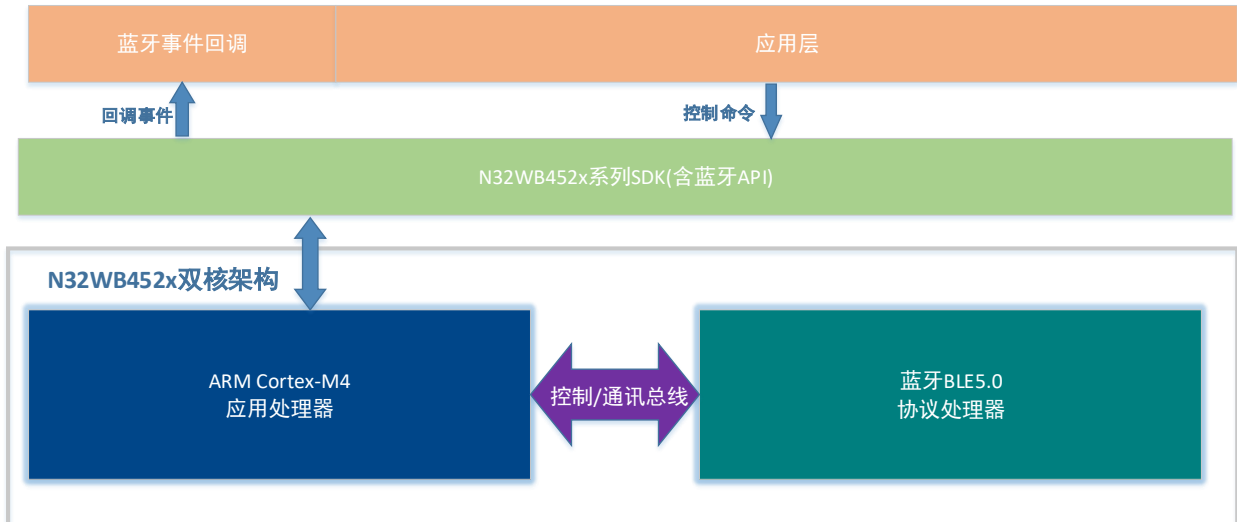 蓝牙事件回调
应用层
回调事件
控制命令
N32WB452x系列SDK(含蓝牙API)
N32WB452x双核架构
ARM Cortex-M4
应用处理器
控制/通讯总线
蓝牙BLE5.0
协议处理器